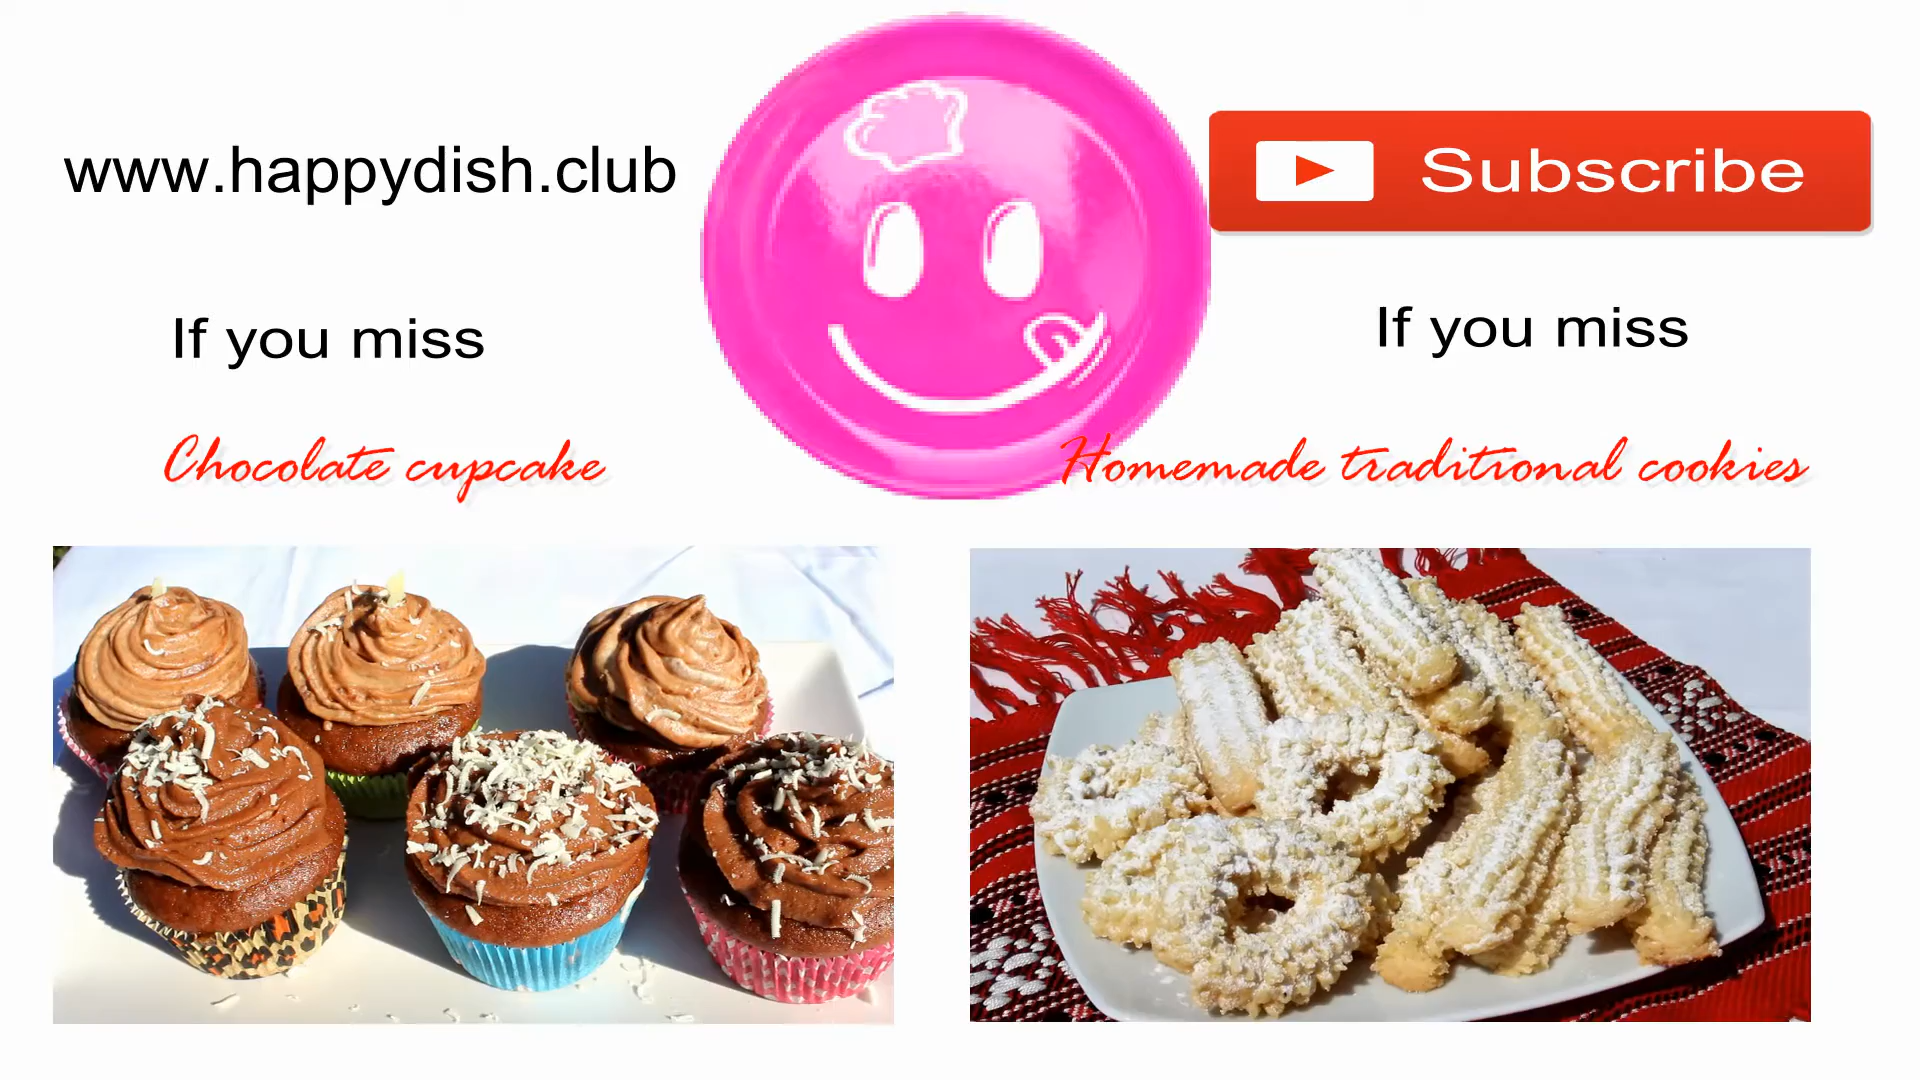 www.happydish.club
Subscribe
If you miss
If you miss
Chocolate cupcake
Homemade traditional cookies